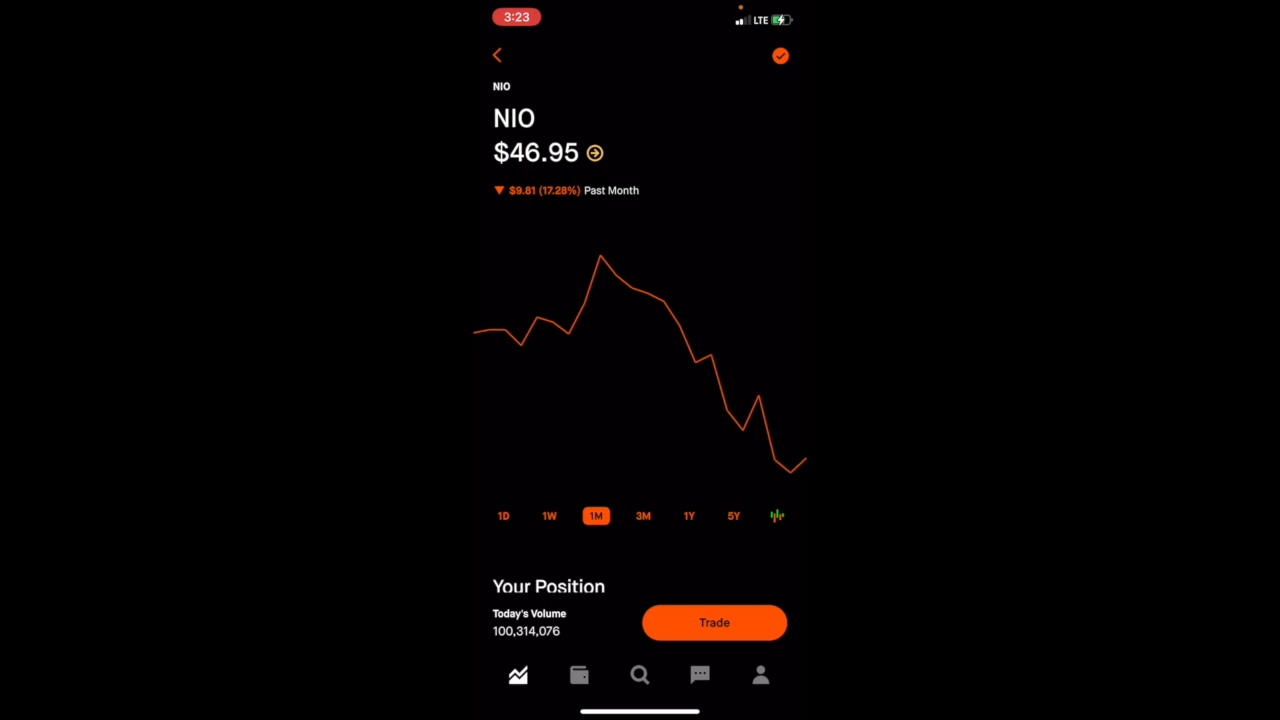 3:23
LTE
NIO
NIO
$46.95
$9.81 (17.28%) Past Month
1D 1W 1M 3M 1Y 5Y
Your Position
Today's Volume
100,314,076
Trade